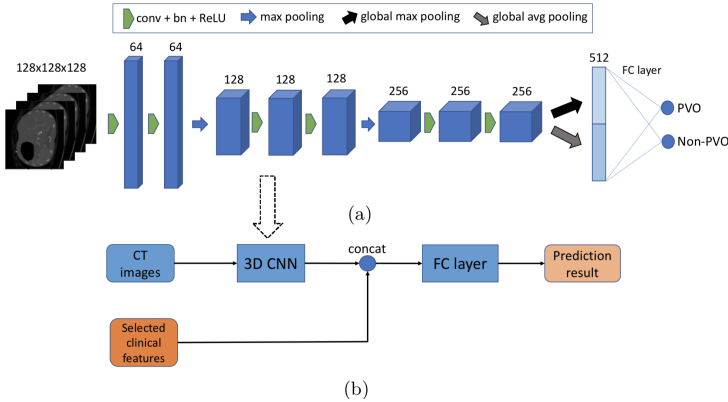 conv + bn + ReLU max pooling global max pooling global avg pooling
128x128x128
64 64
128 128 128
256 256 256
512
FC layer
PVO
Non-PVO
(a)
CT
images
3D CNN
concat
FC layer
Prediction
result
Selected
clinical
features
(b)